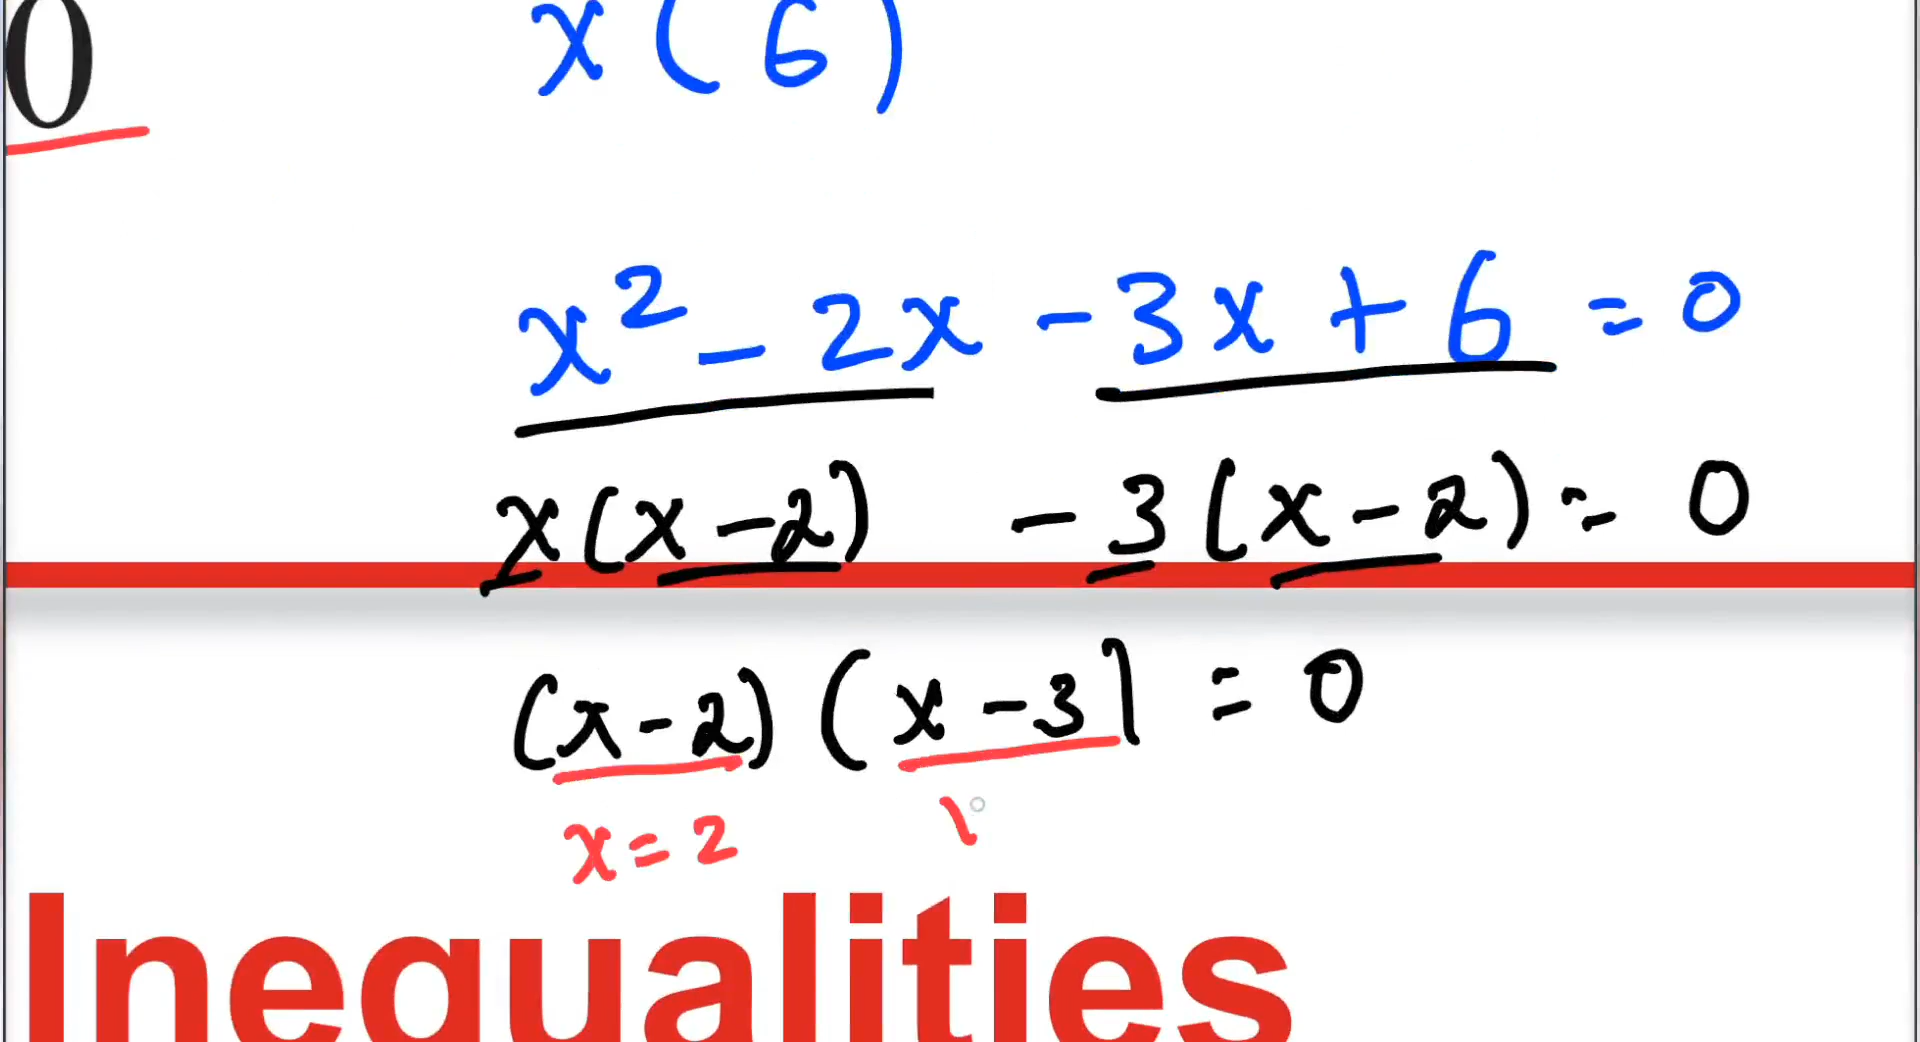 0
x(6)
x² - 2x - 3x + 6 = 0
x(x-2) - 3(x-2) = 0
(x-2)(x-3) = 0
x = 2
Inequalities